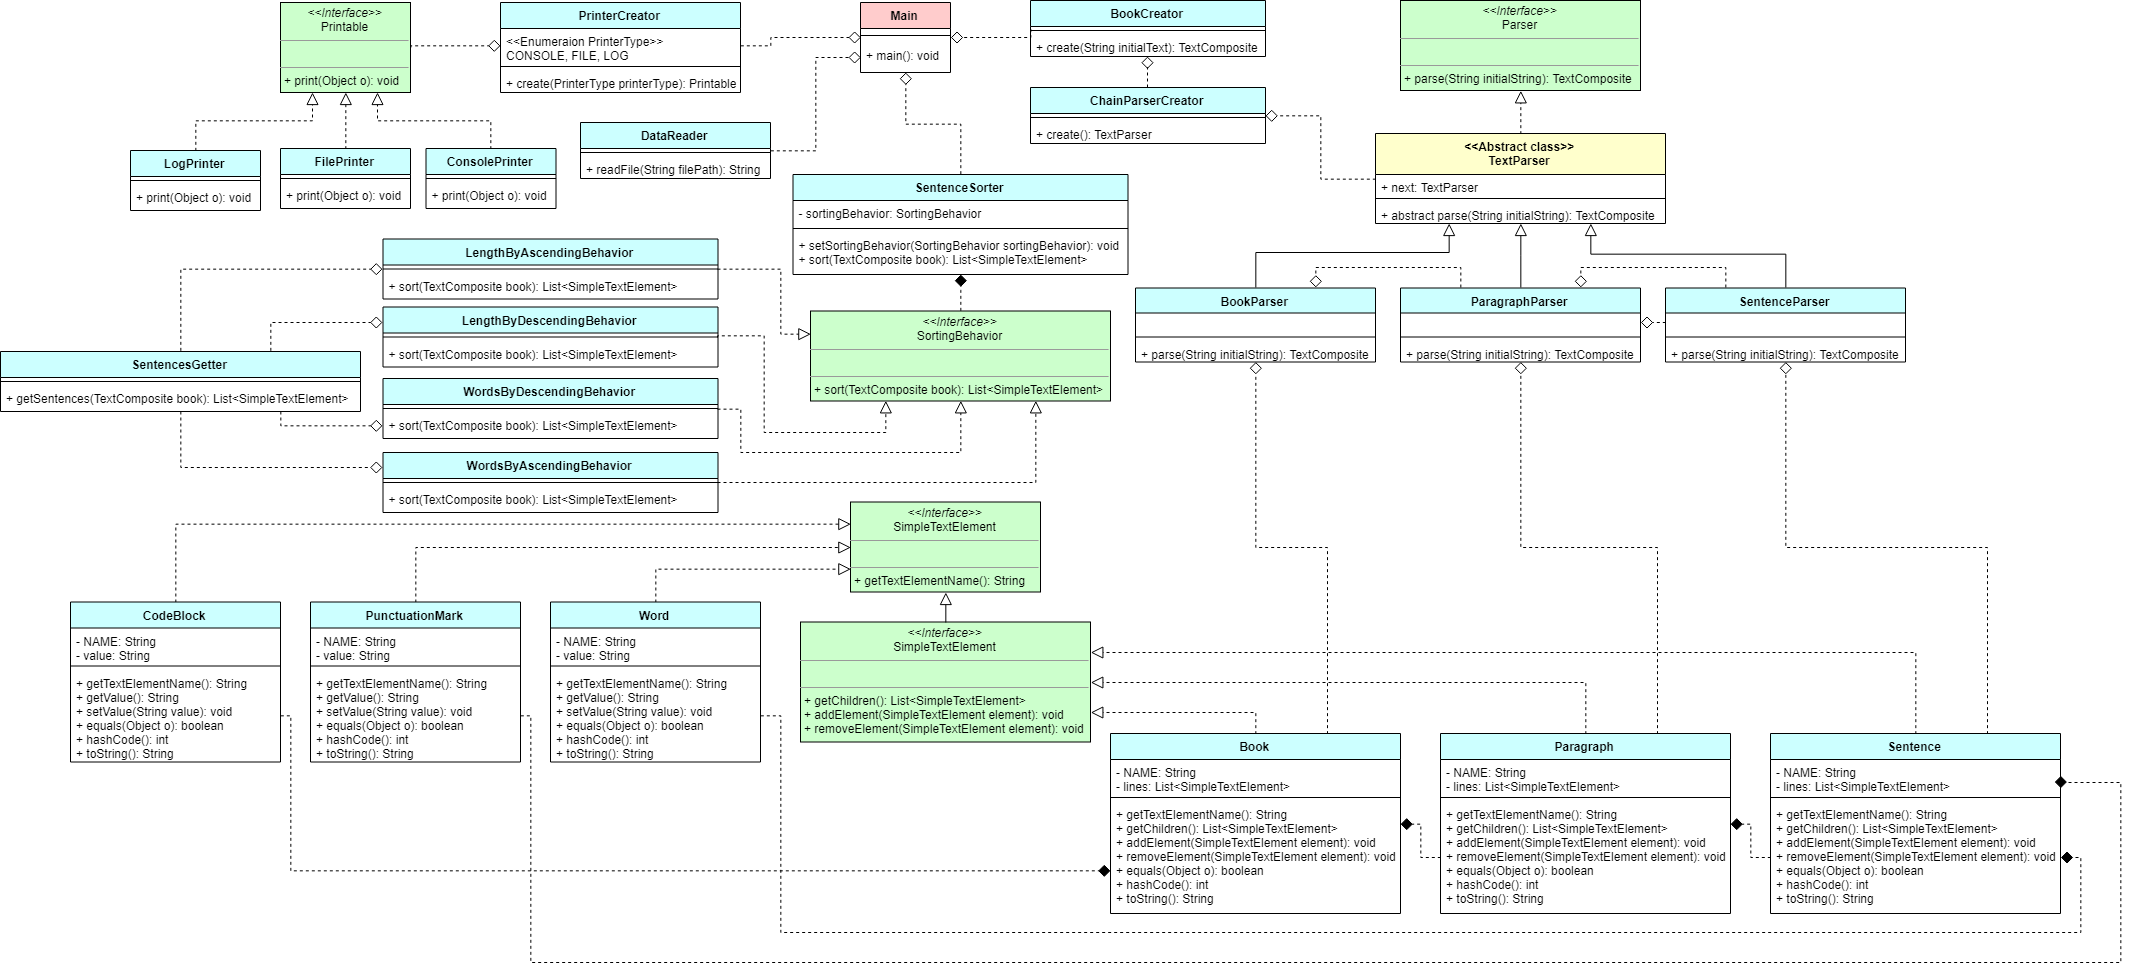 <<Interface>>
Printable
+ print(Object o): void
PrinterCreator
<<Enumeraion PrinterType>>
CONSOLE, FILE, LOG
+ create(PrinterType printerType): Printable
Main
+ main(): void
BookCreator
+ create(String initialText): TextComposite
<<Interface>>
Parser
+ parse(String initialString): TextComposite
ChainParserCreator
+ create(): TextParser
DataReader
+ readFile(String filePath): String
LogPrinter
+ print(Object o): void
FilePrinter
+ print(Object o): void
ConsolePrinter
+ print(Object o): void
<<Abstract class>>
TextParser
+ next: TextParser
+ abstract parse(String initialString): TextComposite
SentenceSorter
- sortingBehavior: SortingBehavior
+ setSortingBehavior(SortingBehavior sortingBehavior): void
+ sort(TextComposite book): List<SimpleTextElement>
LengthByAscendingBehavior
+ sort(TextComposite book): List<SimpleTextElement>
LengthByDescendingBehavior
+ sort(TextComposite book): List<SimpleTextElement>
<<Interface>>
SortingBehavior
+ sort(TextComposite book): List<SimpleTextElement>
BookParser
+ parse(String initialString): TextComposite
ParagraphParser
+ parse(String initialString): TextComposite
SentenceParser
+ parse(String initialString): TextComposite
SentencesGetter
+ getSentences(TextComposite book): List<SimpleTextElement>
WordsByDescendingBehavior
+ sort(TextComposite book): List<SimpleTextElement>
WordsByAscendingBehavior
+ sort(TextComposite book): List<SimpleTextElement>
<<Interface>>
SimpleTextElement
+ getTextElementName(): String
CodeBlock
- NAME: String
- value: String
+ getTextElementName(): String
+ getValue(): String
+ setValue(String value): void
+ equals(Object o): boolean
+ hashCode(): int
+ toString(): String
PunctuationMark
- NAME: String
- value: String
+ getTextElementName(): String
+ getValue(): String
+ setValue(String value): void
+ equals(Object o): boolean
+ hashCode(): int
+ toString(): String
Word
- NAME: String
- value: String
+ getTextElementName(): String
+ getValue(): String
+ setValue(String value): void
+ equals(Object o): boolean
+ hashCode(): int
+ toString(): String
<<Interface>>
SimpleTextElement
+ getChildren(): List<SimpleTextElement>
+ addElement(SimpleTextElement element): void
+ removeElement(SimpleTextElement element): void
Book
- NAME: String
- lines: List<SimpleTextElement>
+ getTextElementName(): String
+ getChildren(): List<SimpleTextElement>
+ addElement(SimpleTextElement element): void
+ removeElement(SimpleTextElement element): void
+ equals(Object o): boolean
+ hashCode(): int
+ toString(): String
Paragraph
- NAME: String
- lines: List<SimpleTextElement>
+ getTextElementName(): String
+ getChildren(): List<SimpleTextElement>
+ addElement(SimpleTextElement element): void
+ removeElement(SimpleTextElement element): void
+ equals(Object o): boolean
+ hashCode(): int
+ toString(): String
Sentence
- NAME: String
- lines: List<SimpleTextElement>
+ getTextElementName(): String
+ getChildren(): List<SimpleTextElement>
+ addElement(SimpleTextElement element): void
+ removeElement(SimpleTextElement element): void
+ equals(Object o): boolean
+ hashCode(): int
+ toString(): String